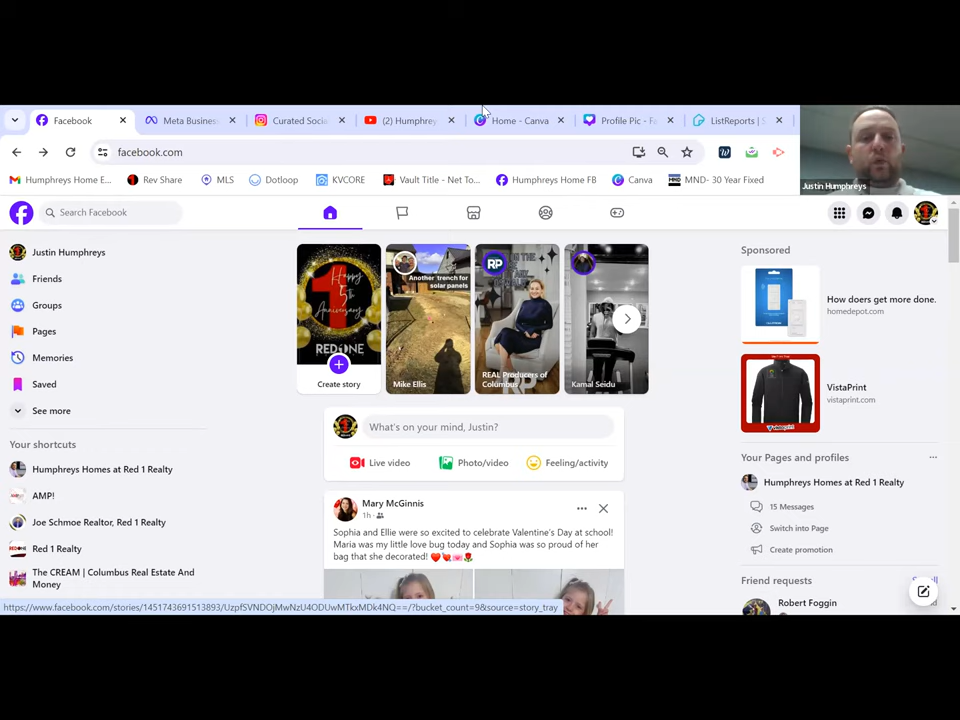 Facebook
Meta Busines
Curated Socia
(2) Humphrey
Home - Canva
Profile Pic - Fa
ListReports | S
facebook.com
Humphreys Home E...
Rev Share
MLS
Dotloop
KVCORE
Vault Title - Net To...
Humphreys Home FB
Canva
MND- 30 Year Fixed
Justin Humphreys
Search Facebook
Justin Humphreys
Friends
Groups
Pages
Memories
Saved
See more
Your shortcuts
Humphreys Homes at Red 1 Realty
AMP!
Joe Schmoe Realtor, Red 1 Realty
Red 1 Realty
The CREAM | Columbus Real Estate And
Money
Happy
5th
Anniversary
REDONE
Create story
Another trench for
solar panels
Mike Ellis
RP
REAL Producers of
Columbus
Kamal Seidu
What's on your mind, Justin?
Live video
Photo/video
Feeling/activity
Mary McGinnis
1h
Sophia and Ellie were so excited to celebrate Valentine's Day at school!
Maria was my little love bug today and Sophia was so proud of her
bag that she decorated!
Sponsored
How doers get more done.
homedepot.com
VistaPrint
vistaprint.com
Your Pages and profiles
Humphreys Homes at Red 1 Realty
15 Messages
Switch into Page
Create promotion
Friend requests
Robert Foggin
https://www.facebook.com/stories/1451743691513893/UzpfSVNDOjMwNzU4ODUwMTkxMDk4NQ==/?bucket_count=9&source=story_tray